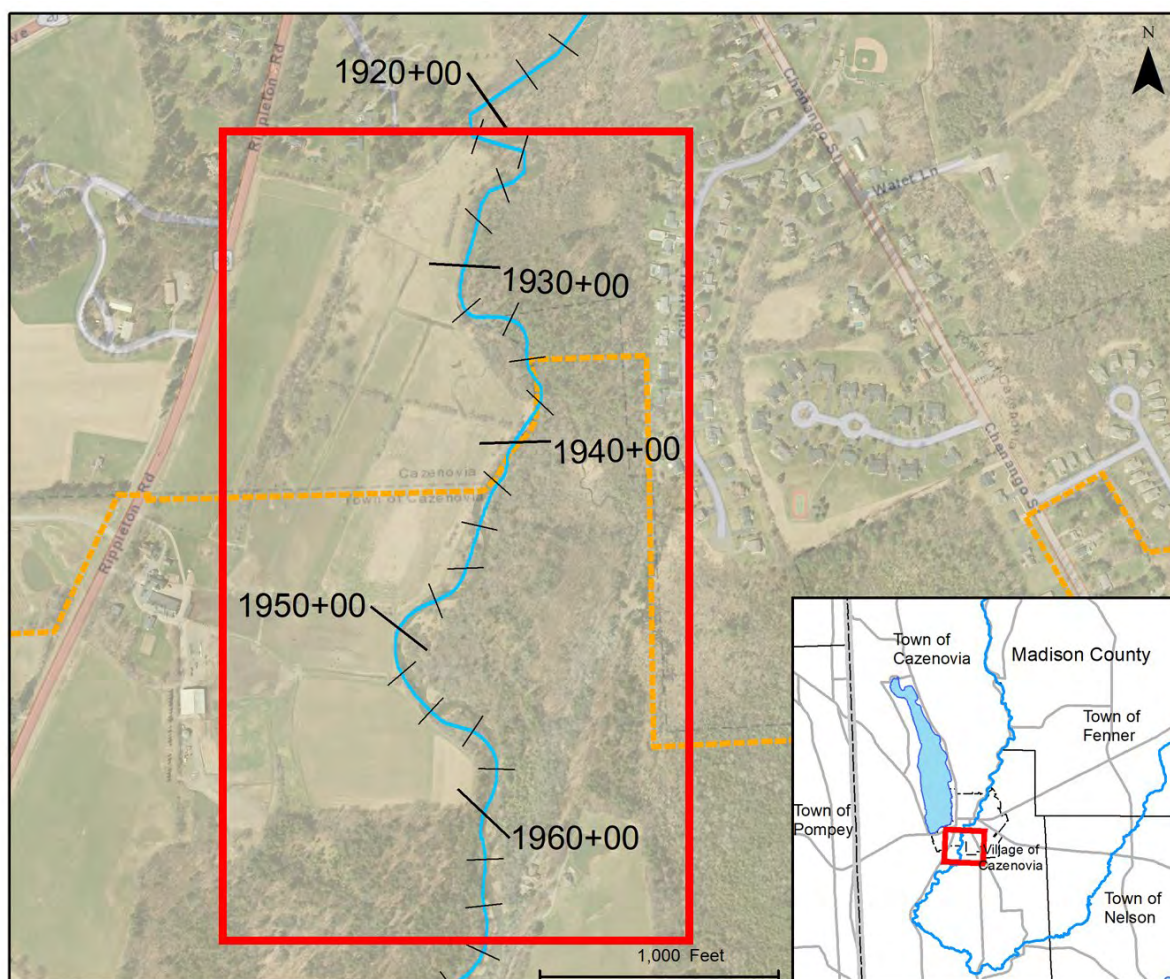 20
ve
Rippleton Rd
1920+00
N
Chenango St
Water Ln
1930+00
1940+00
Cazenovia
Town of Cazenovia
Chenango S
Rippleton Rd
1950+00
1960+00
1,000 Feet
Town of
Cazenovia
Madison County
Town of
Fenner
Town of
Pompey
Village of
Cazenovia
Town of
Nelson